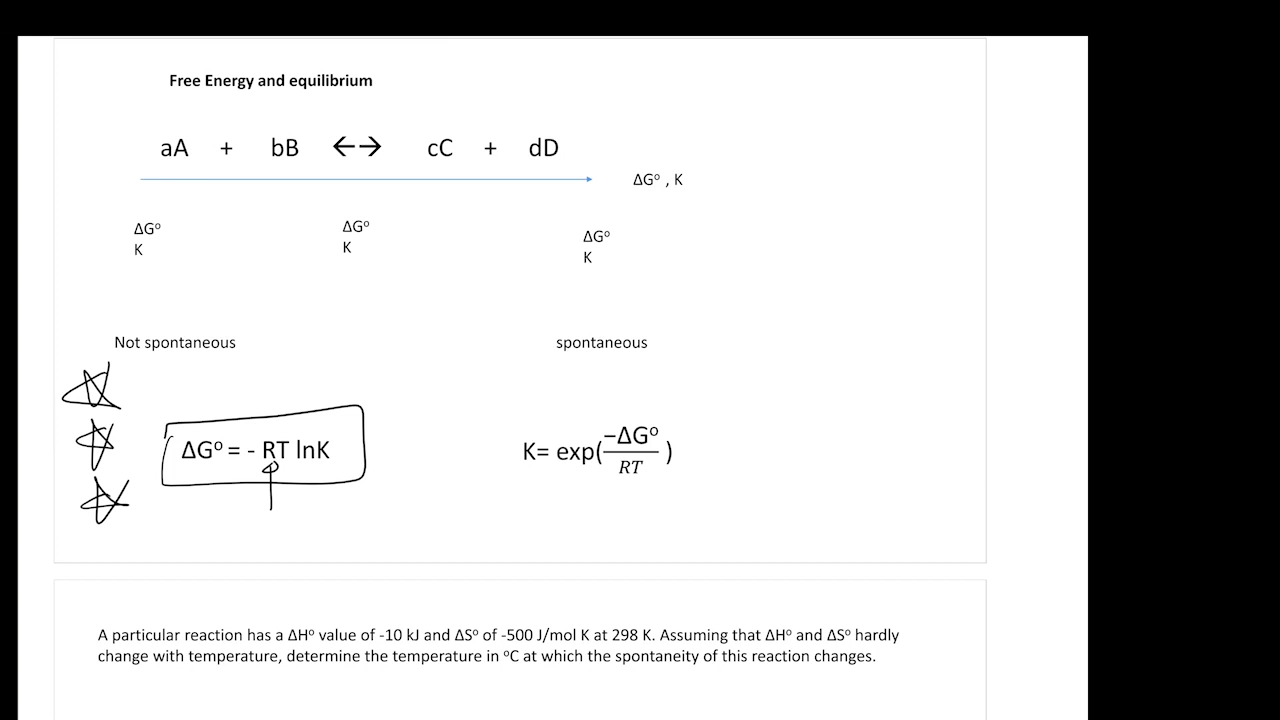 Free Energy and equilibrium
aA + bB ←→ cC + dD
ΔGº , K
ΔGº
K
ΔGº
K
ΔGº
K
Not spontaneous
spontaneous
ΔGº = - RT lnK
K= exp(−ΔGº/RT )
A particular reaction has a ΔHº value of -10 kJ and ΔSº of -500 J/mol K at 298 K. Assuming that ΔHº and ΔSº hardly
change with temperature, determine the temperature in ºC at which the spontaneity of this reaction changes.